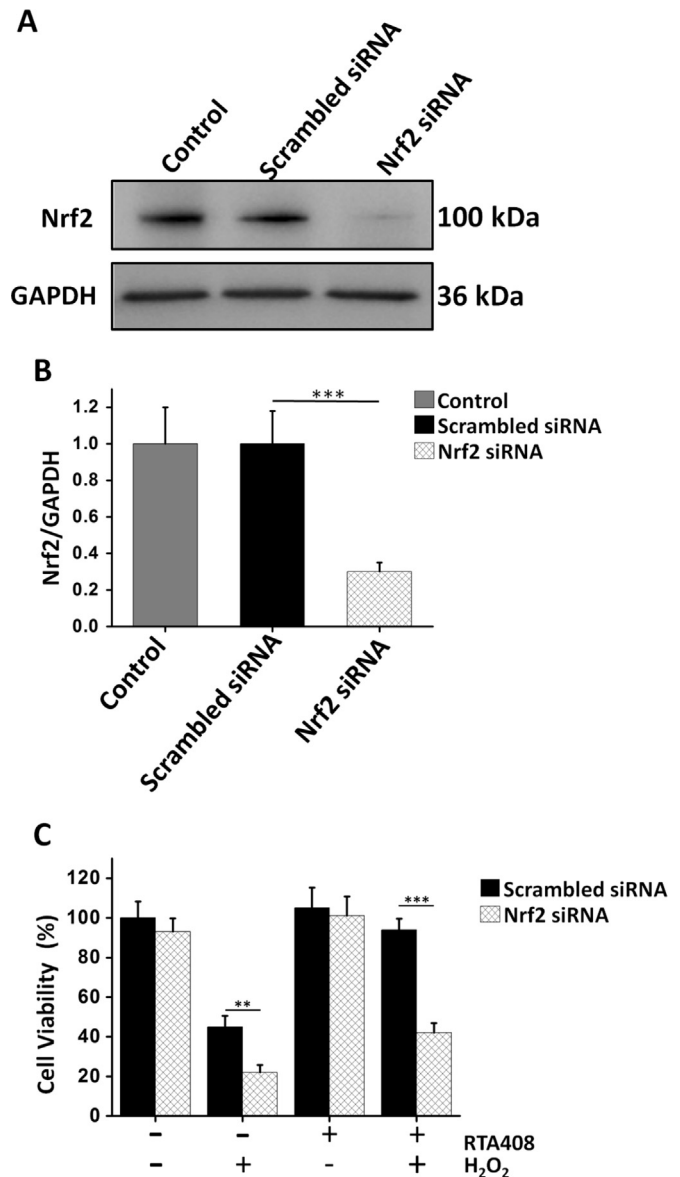 A
Control
Scrambled siRNA
Nrf2 siRNA
Nrf2
100 kDa
GAPDH
36 kDa
B
***
Control
Scrambled siRNA
Nrf2 siRNA
1.2
1.0
0.8
0.6
0.4
0.2
0.0
Nrf2/GAPDH
Control
Scrambled siRNA
Nrf2 siRNA
C
Scrambled siRNA
Nrf2 siRNA
120
100
80
60
40
20
0
Cell Viability (%)
**
***
- - + + RTA408
- + - + H₂O₂